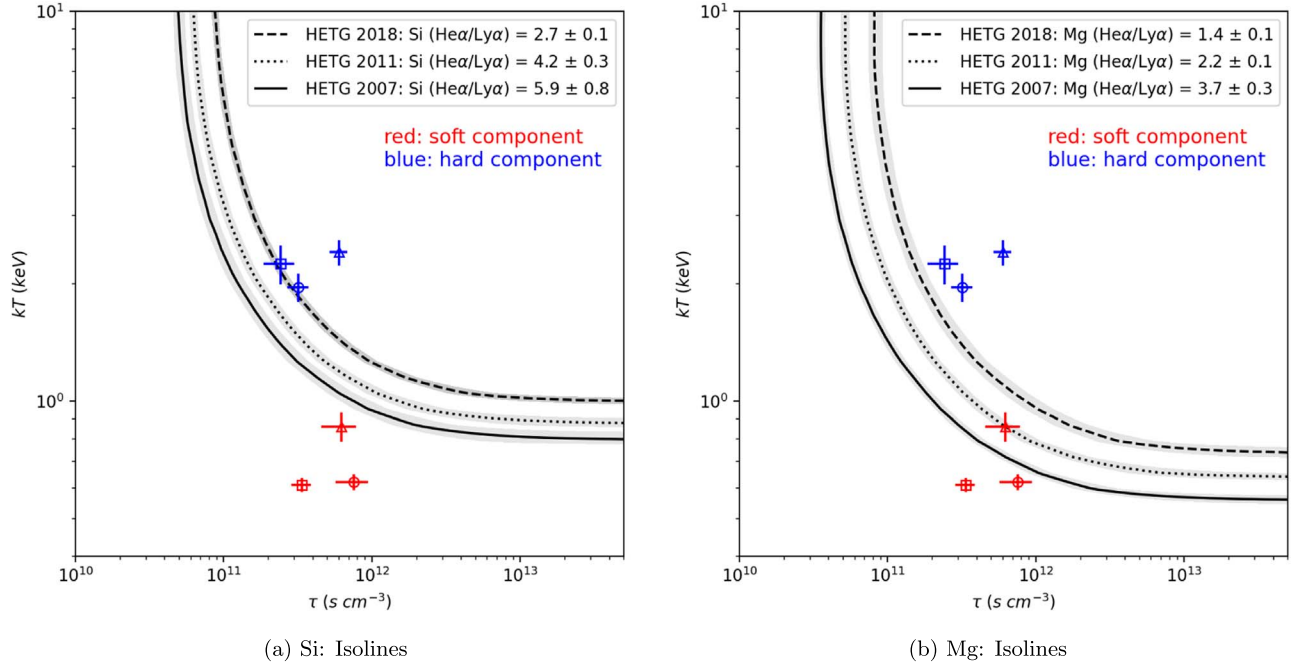 10¹
HETG 2018: Si (Heα/Lyα) = 2.7 ± 0.1
HETG 2011: Si (Heα/Lyα) = 4.2 ± 0.3
HETG 2007: Si (Heα/Lyα) = 5.9 ± 0.8
red: soft component
blue: hard component
kT (keV)
10⁰
10¹⁰
10¹¹
10¹²
10¹³
τ (s cm⁻³)
(a) Si: Isolines
10¹
HETG 2018: Mg (Heα/Lyα) = 1.4 ± 0.1
HETG 2011: Mg (Heα/Lyα) = 2.2 ± 0.1
HETG 2007: Mg (Heα/Lyα) = 3.7 ± 0.3
red: soft component
blue: hard component
kT (keV)
10⁰
10¹⁰
10¹¹
10¹²
10¹³
τ (s cm⁻³)
(b) Mg: Isolines